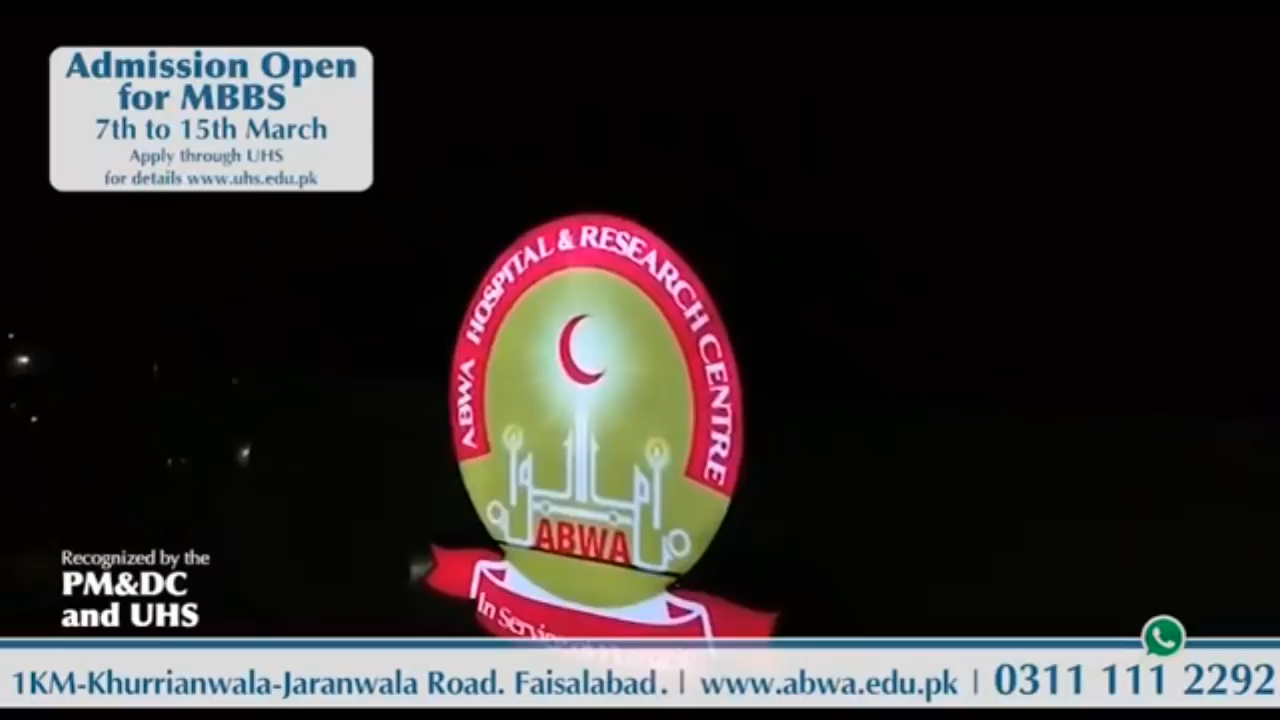 Admission Open
for MBBS
7th to 15th March
Apply through UHS
for details www.uhs.edu.pk
ABWA HOSPITAL & RESEARCH CENTRE
ABWA
In Service
Recognized by the
PM&DC
and UHS
1KM-Khurrianwala-Jaranwala Road. Faisalabad. | www.abwa.edu.pk | 0311 111 2292